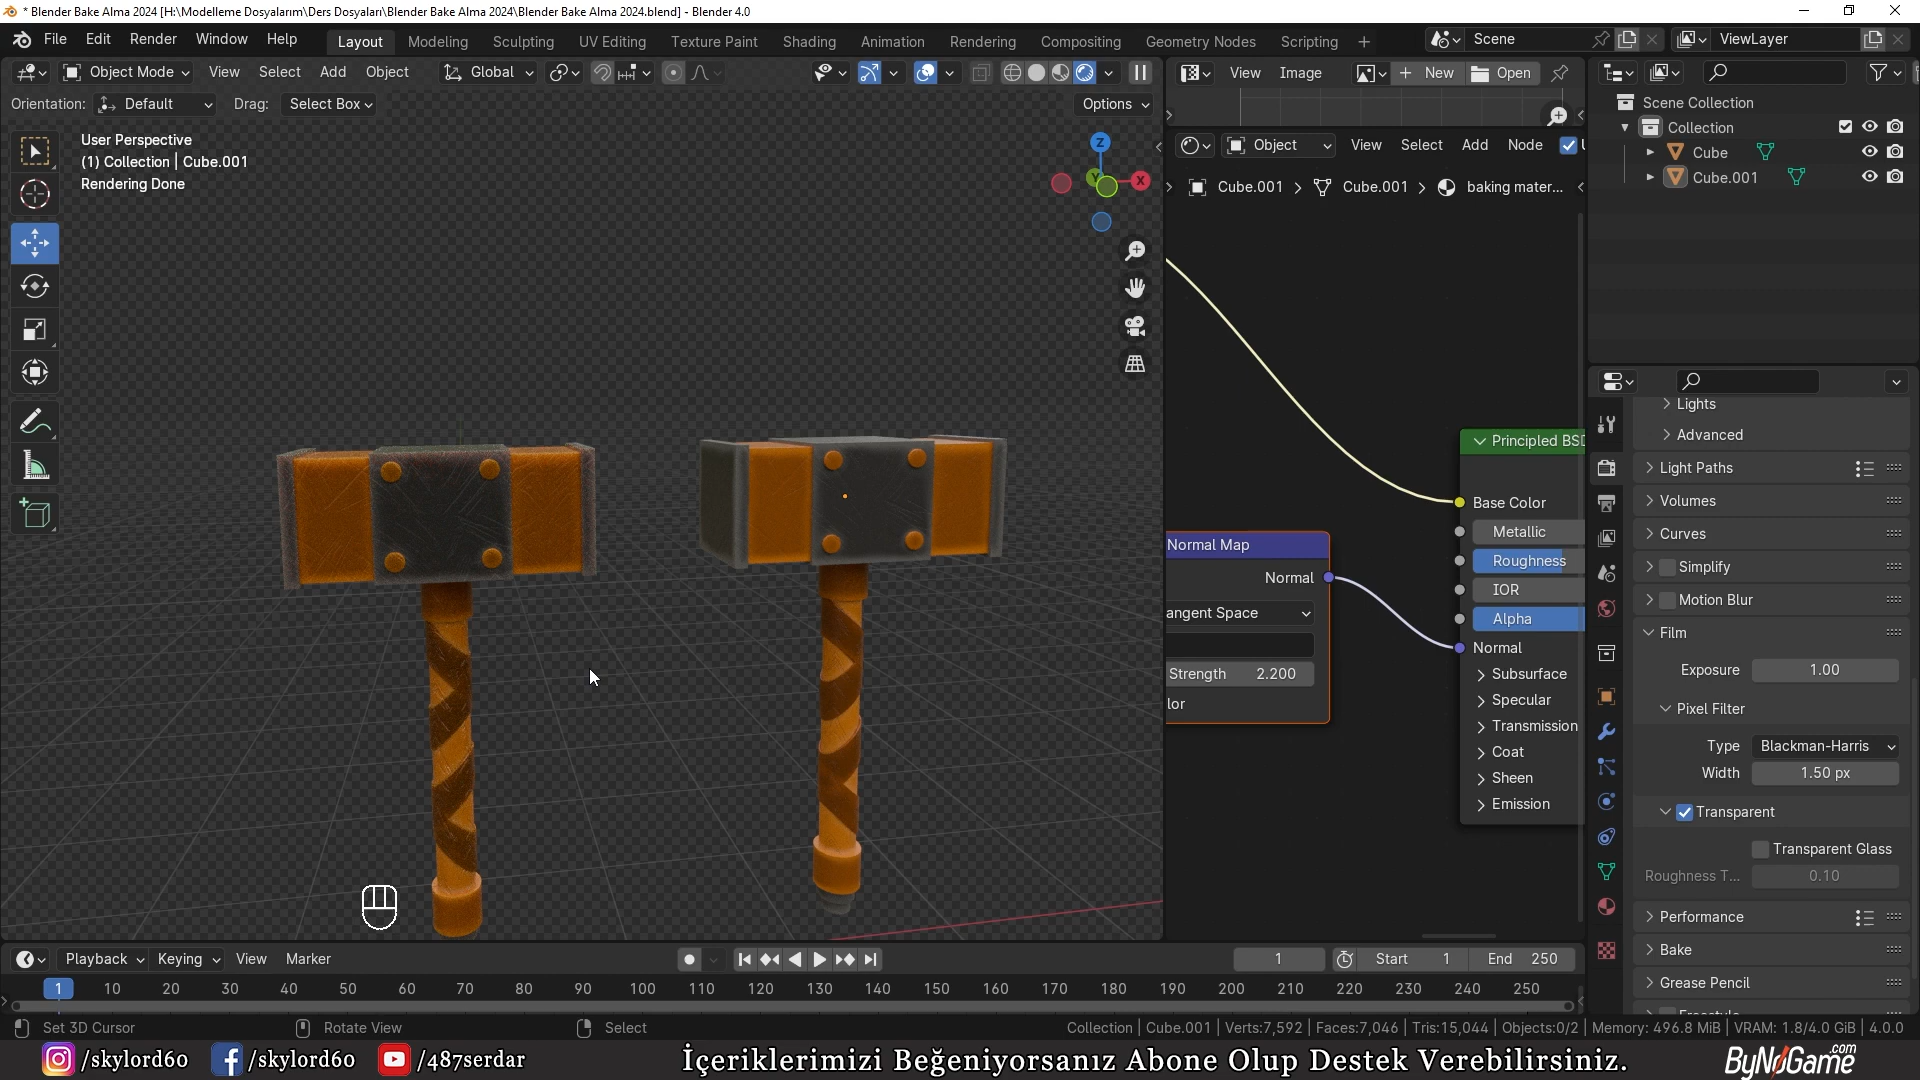 * Blender Bake Alma 2024 [H:\Modelleme Dosyalarım\Ders Dosyaları\Blender Bake Alma 2024\Blender Bake Alma 2024.blend] - Blender 4.0
File Edit Render Window Help Layout Modeling Sculpting UV Editing Texture Paint Shading Animation Rendering Compositing Geometry Nodes Scripting + Scene ViewLayer
Object Mode View Select Add Object Global
Orientation: Default Drag: Select Box Options
User Perspective
(1) Collection | Cube.001
Rendering Done
Z
Y
X
View Image New Open
Object View Select Add Node
Cube.001 > Cube.001 > baking mater...
Principled BSD
Base Color
Metallic
Roughness
IOR
Alpha
Normal
Subsurface
Specular
Transmission
Coat
Sheen
Emission
Normal Map
Normal
angent Space
Strength 2.200
lor
Scene Collection
Collection
Cube
Cube.001
Lights
Advanced
Light Paths
Volumes
Curves
Simplify
Motion Blur
Film
Exposure 1.00
Pixel Filter
Type Blackman-Harris
Width 1.50 px
Transparent
Transparent Glass
Roughness T... 0.10
Performance
Bake
Grease Pencil
Playback Keying View Marker 1 Start 1 End 250
1 10 20 30 40 50 60 70 80 90 100 110 120 130 140 150 160 170 180 190 200 210 220 230 240 250
Set 3D Cursor Rotate View Select Collection | Cube.001 | Verts:7,592 | Faces:7,046 | Tris:15,044 | Objects:0/2 | Memory: 496.8 MiB | VRAM: 1.8/4.0 GiB | 4.0.0
/skylord60 /skylord60 /487serdar İçeriklerimizi Beğeniyorsanız Abone Olup Destek Verebilirsiniz. ByNoGame.com